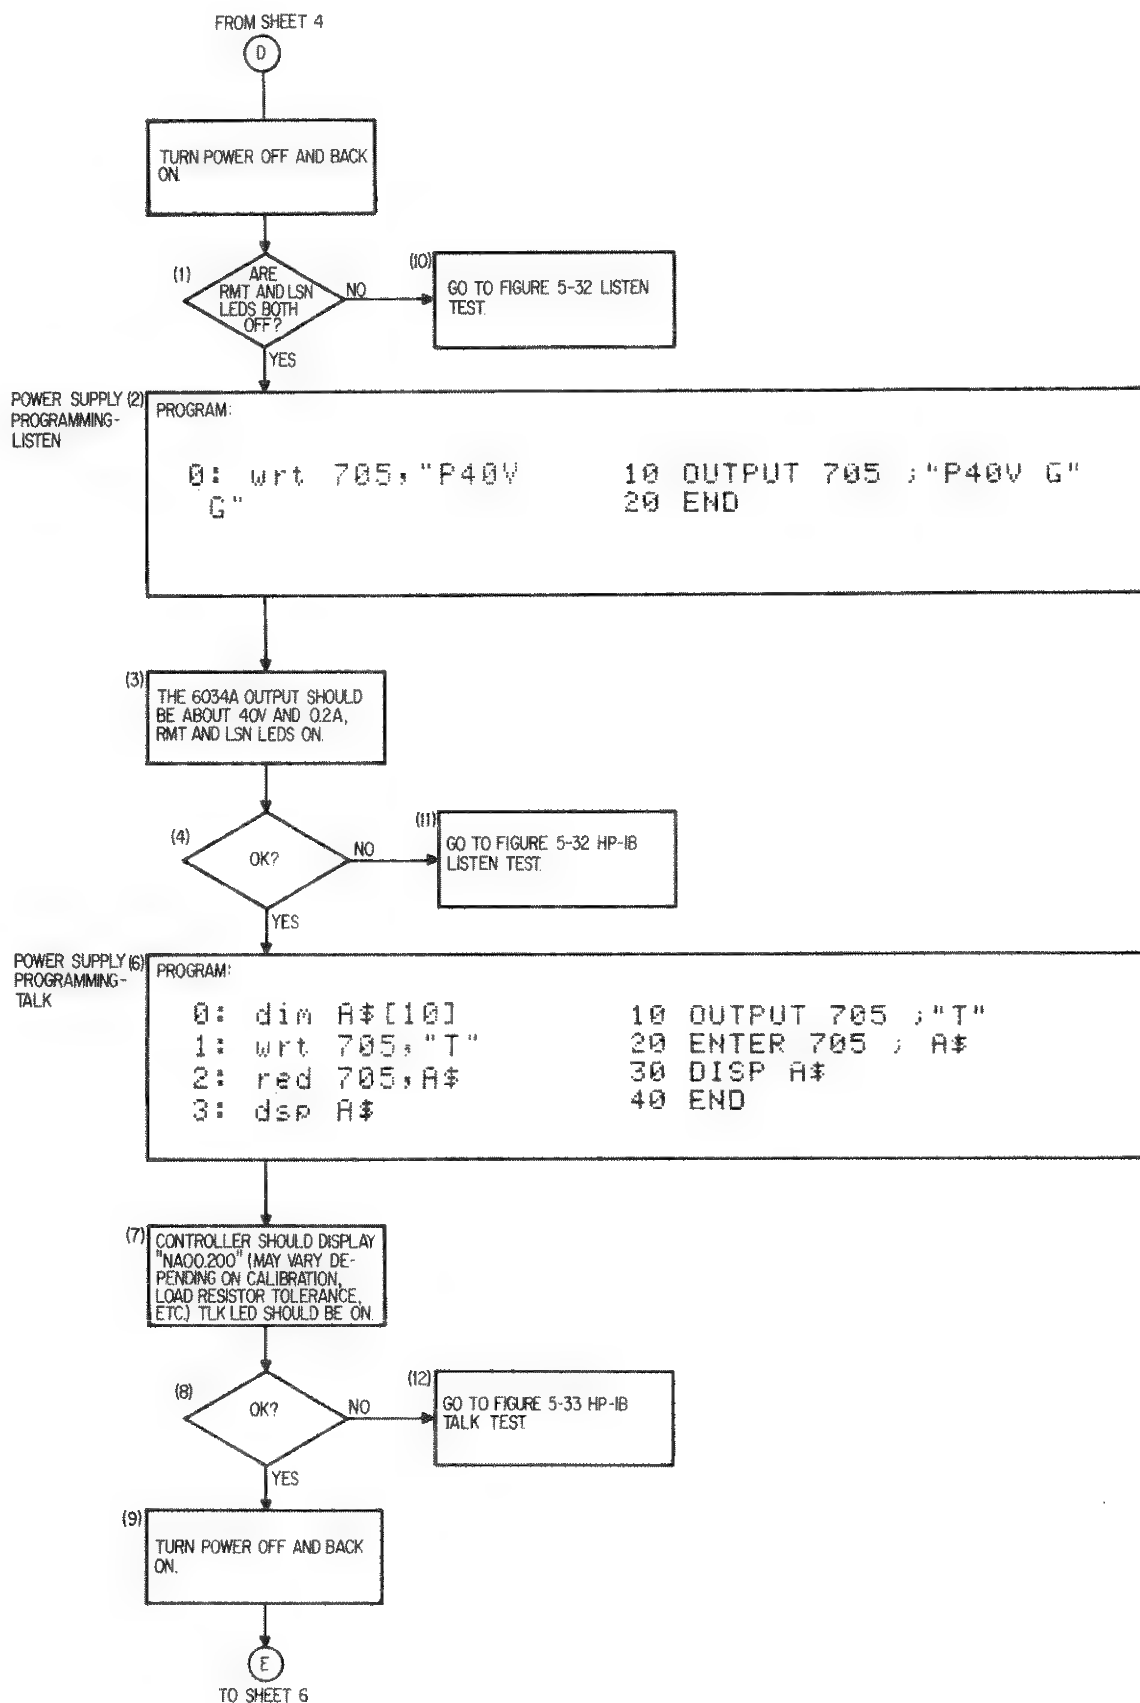 FROM SHEET 4
D
TURN POWER OFF AND BACK
ON.
(1)
ARE
RMT AND LSN
LEDS BOTH
OFF?
NO
(10)
GO TO FIGURE 5-32 LISTEN
TEST.
YES
POWER SUPPLY (2)
PROGRAMMING-
LISTEN
PROGRAM:
0: wrt 705,"P40V
G"
10 OUTPUT 705 ;"P40V G"
20 END
(3)
THE 6034A OUTPUT SHOULD
BE ABOUT 40V AND 0.2A,
RMT AND LSN LEDS ON.
(4)
OK?
NO
(11)
GO TO FIGURE 5-32 HP-IB
LISTEN TEST.
YES
POWER SUPPLY (6)
PROGRAMMING-
TALK
PROGRAM:
0: dim A$[10]
1: wrt 705,"T"
2: red 705,A$
3: dsp A$
10 OUTPUT 705 ;"T"
20 ENTER 705 ; A$
30 DISP A$
40 END
(7)
CONTROLLER SHOULD DISPLAY
"NA00.200" (MAY VARY DE-
PENDING ON CALIBRATION,
LOAD RESISTOR TOLERANCE,
ETC.) TLK LED SHOULD BE ON.
(8)
OK?
NO
(12)
GO TO FIGURE 5-33 HP-IB
TALK TEST.
YES
(9)
TURN POWER OFF AND BACK
ON.
E
TO SHEET 6